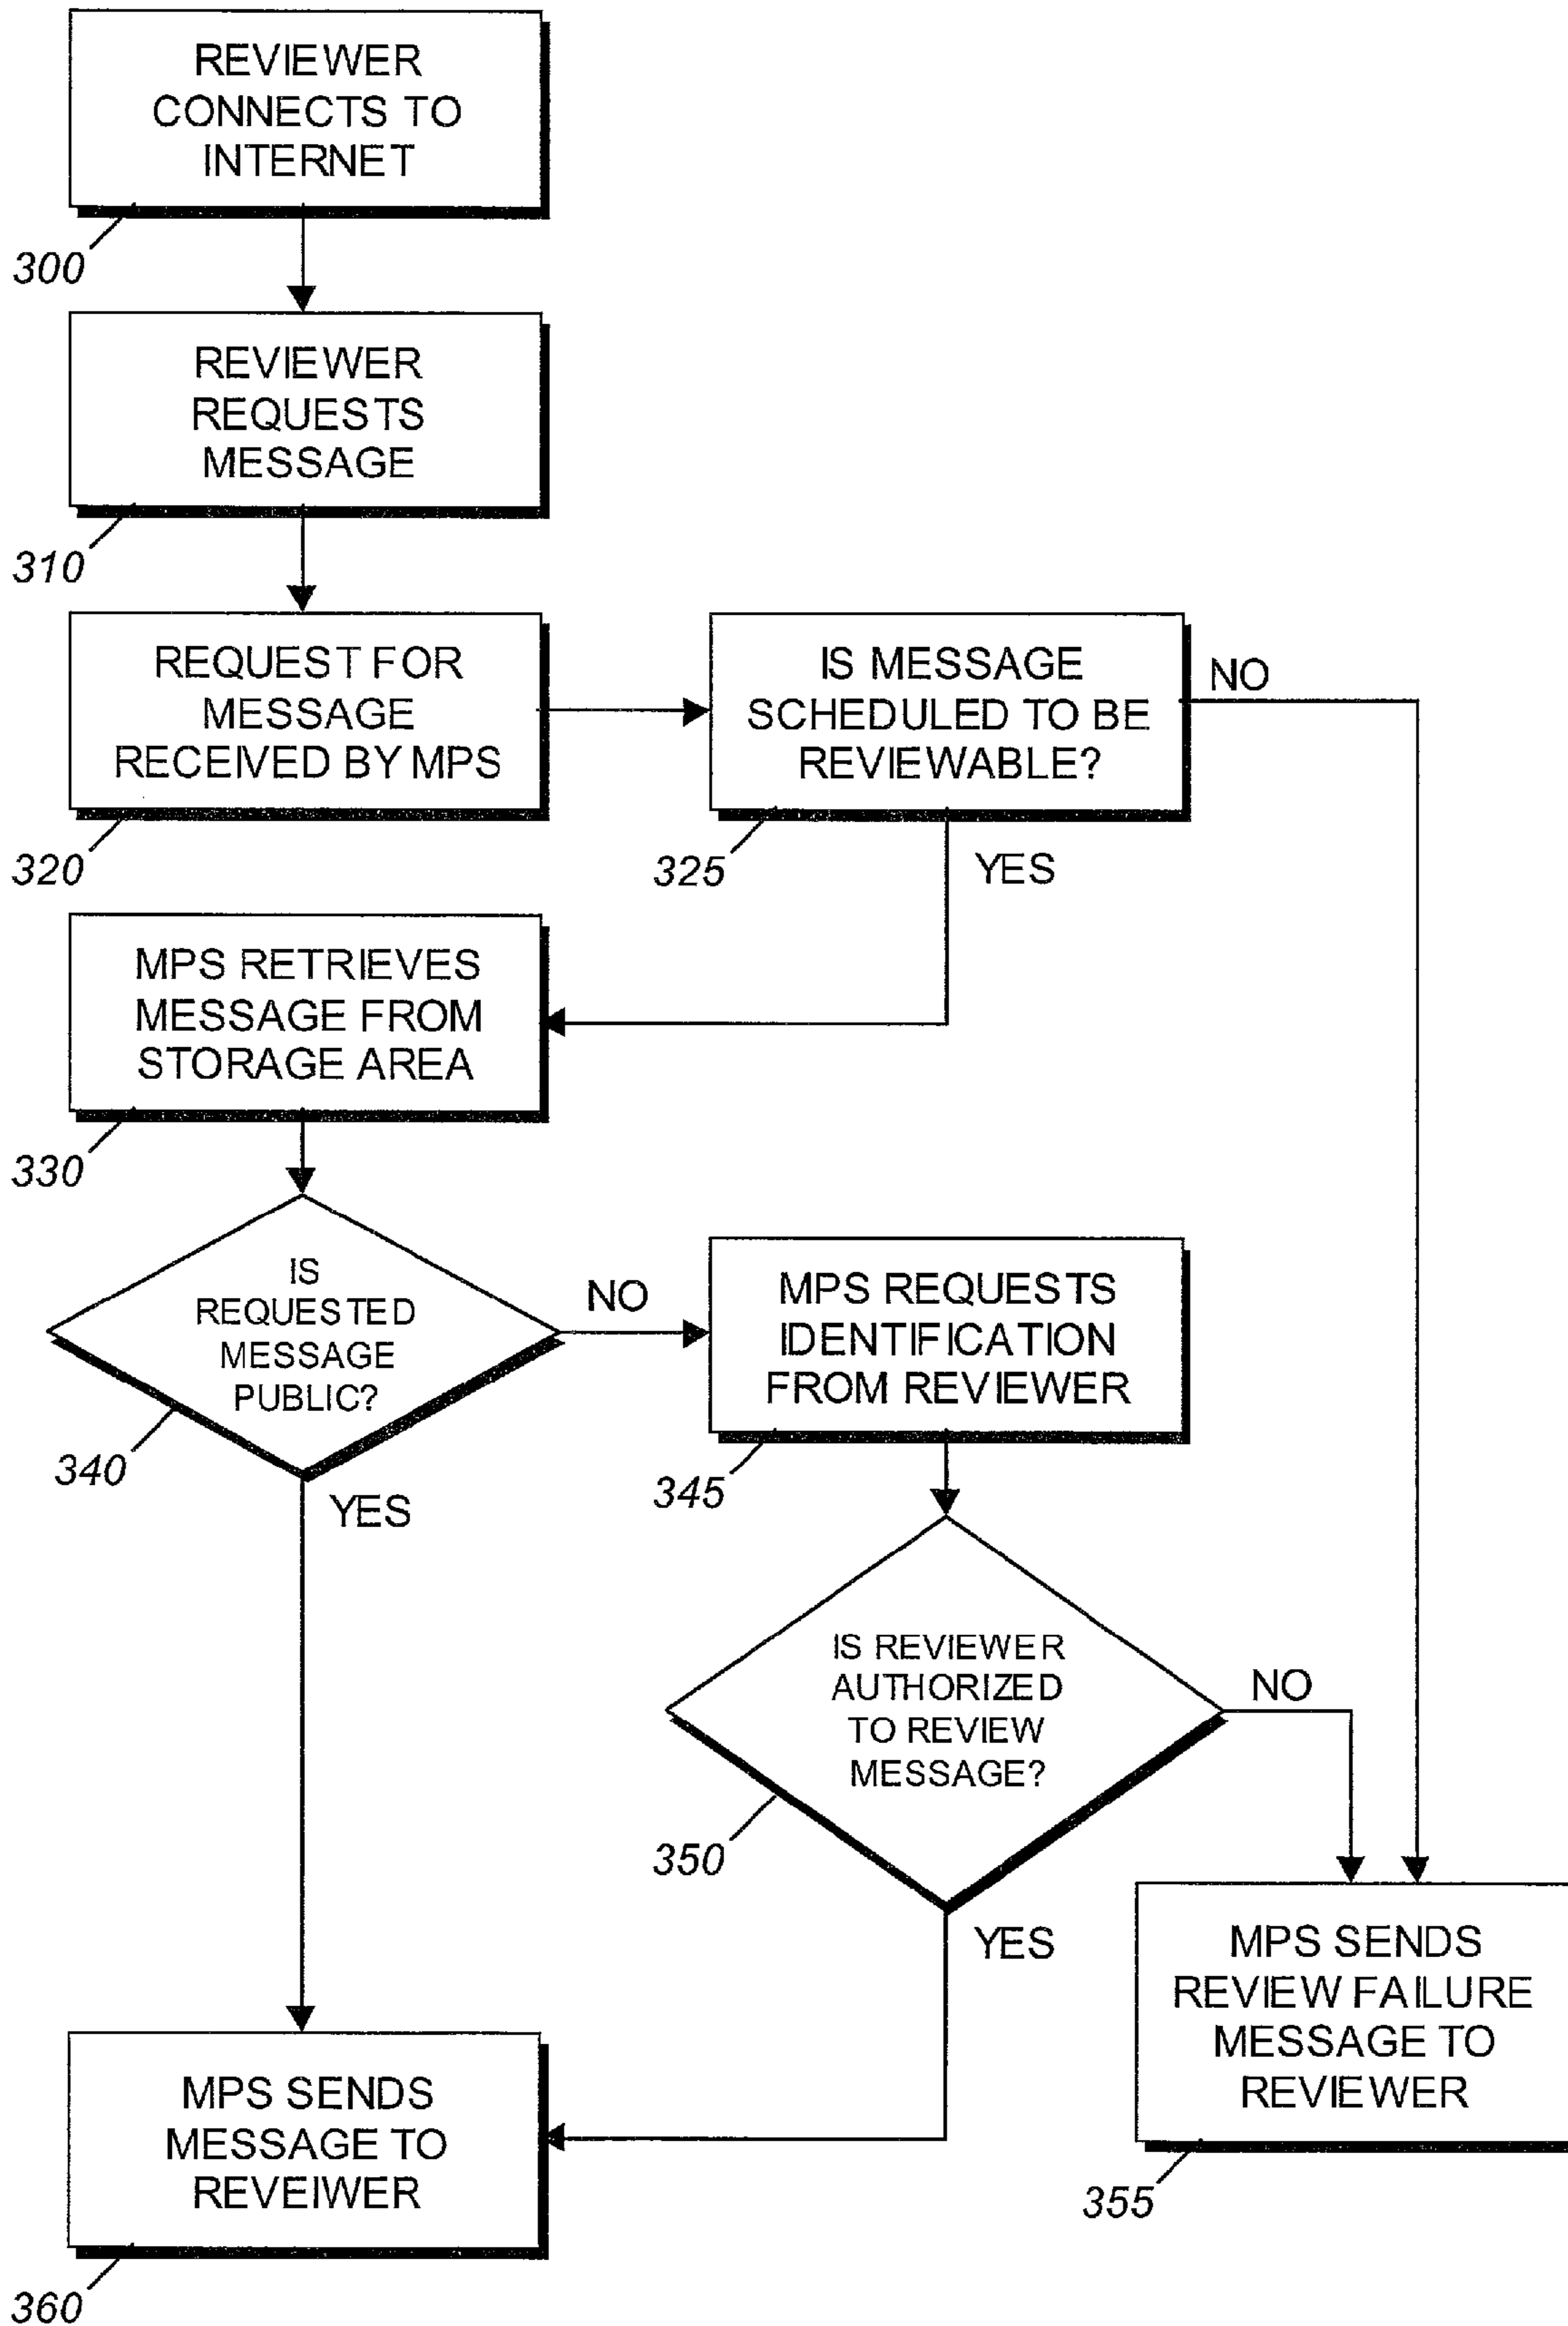 REVIEWER
CONNECTS TO
INTERNET
300
REVIEWER
REQUESTS
MESSAGE
310
REQUEST FOR
MESSAGE
RECEIVED BY MPS
320
IS MESSAGE
SCHEDULED TO BE
REVIEWABLE?
325
NO
YES
MPS RETRIEVES
MESSAGE FROM
STORAGE AREA
330
IS
REQUESTED
MESSAGE
PUBLIC?
340
NO
YES
MPS REQUESTS
IDENTIFICATION
FROM REVIEWER
345
IS REVIEWER
AUTHORIZED
TO REVIEW
MESSAGE?
350
NO
YES
MPS SENDS
REVIEW FAILURE
MESSAGE TO
REVIEWER
355
MPS SENDS
MESSAGE TO
REVEIWER
360